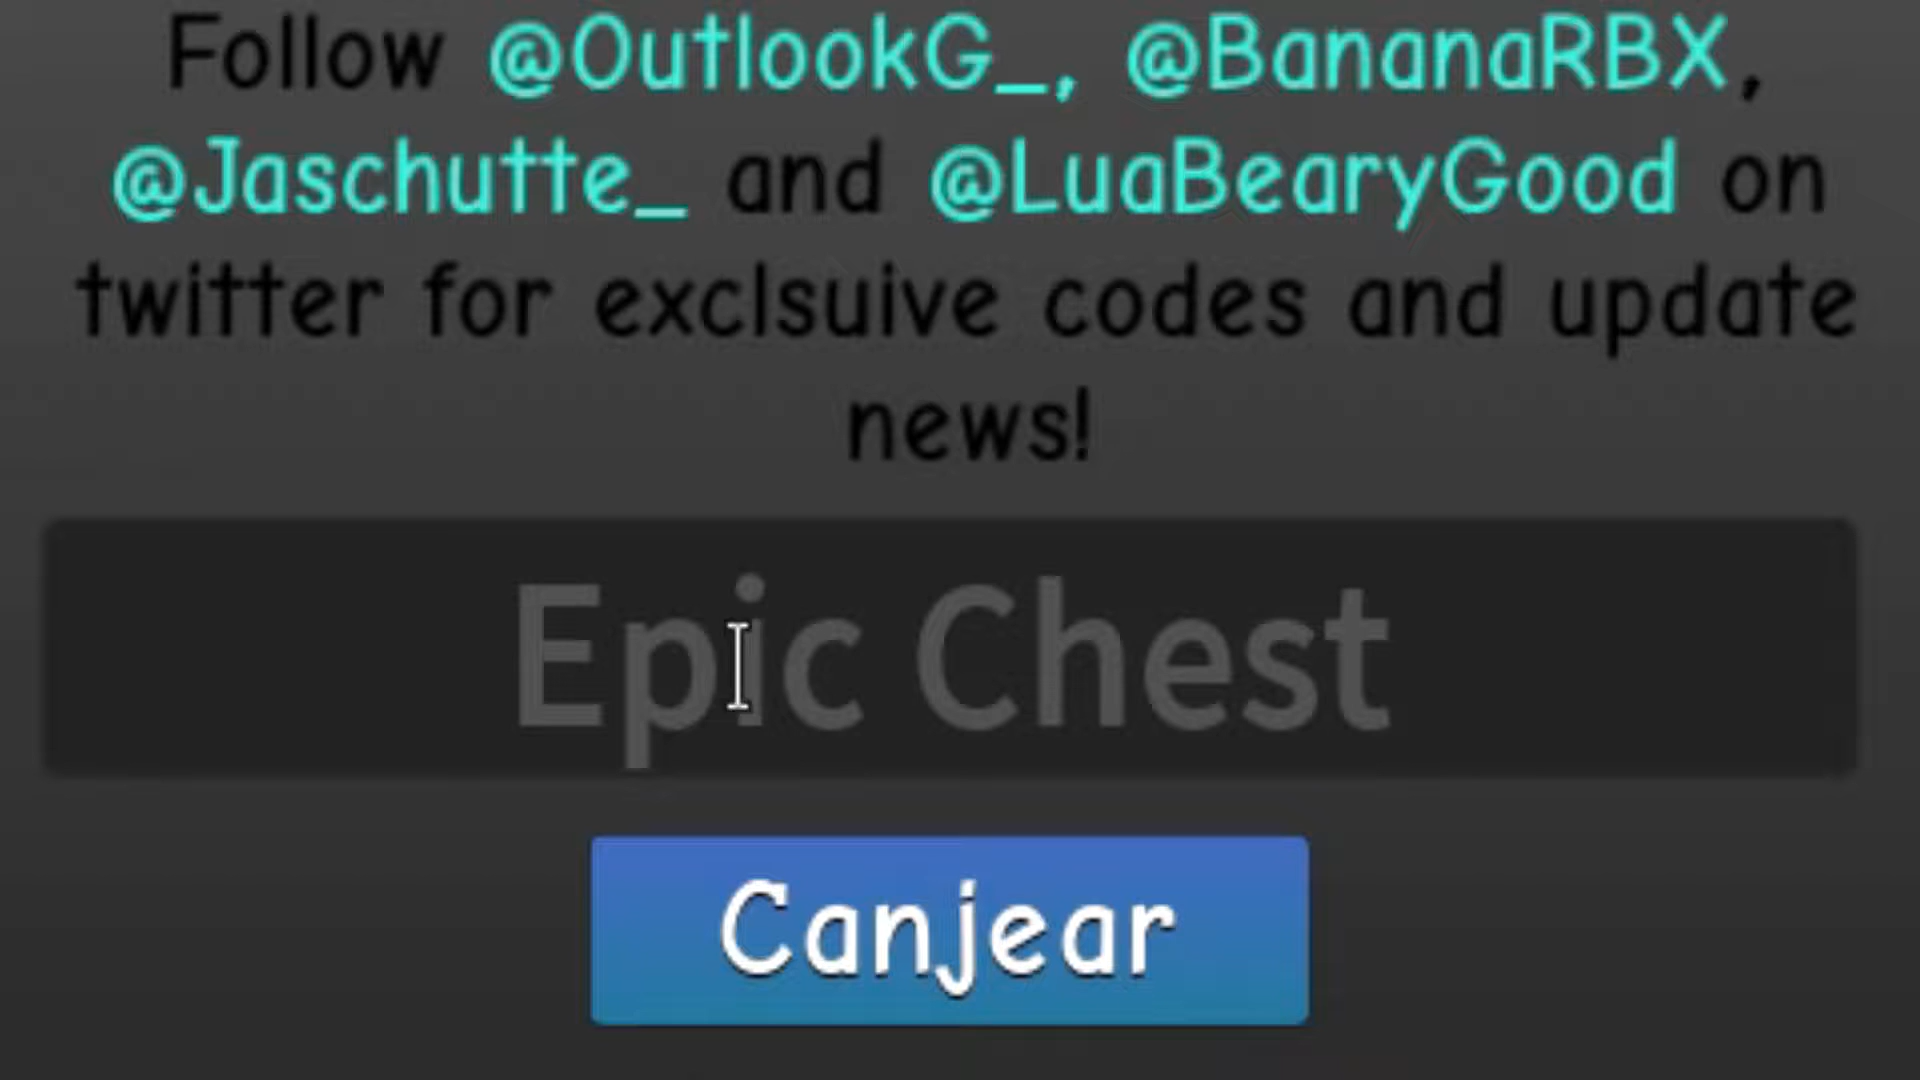 Follow @OutlookG_, @BananaRBX,
@Jaschutte_ and @LuaBearyGood on
twitter for exclsuive codes and update
news!
Epic Chest
Canjear